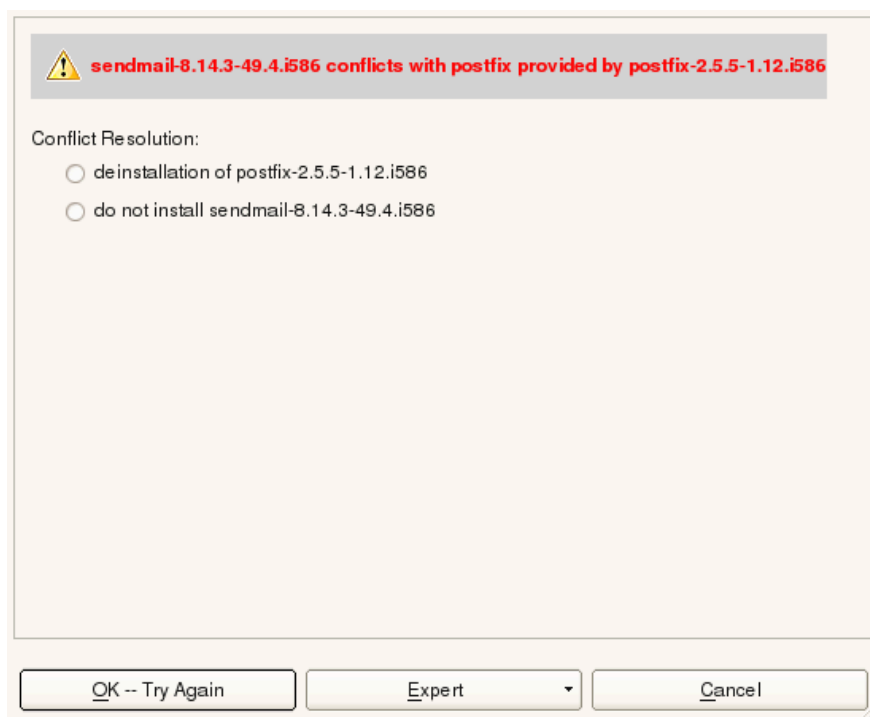 sendmail-8.14.3-49.4.i586 conflicts with postfix provided by postfix-2.5.5-1.12.i586
Conflict Resolution:
deinstallation of postfix-2.5.5-1.12.i586
do not install sendmail-8.14.3-49.4.i586
OK -- Try Again
Expert
Cancel